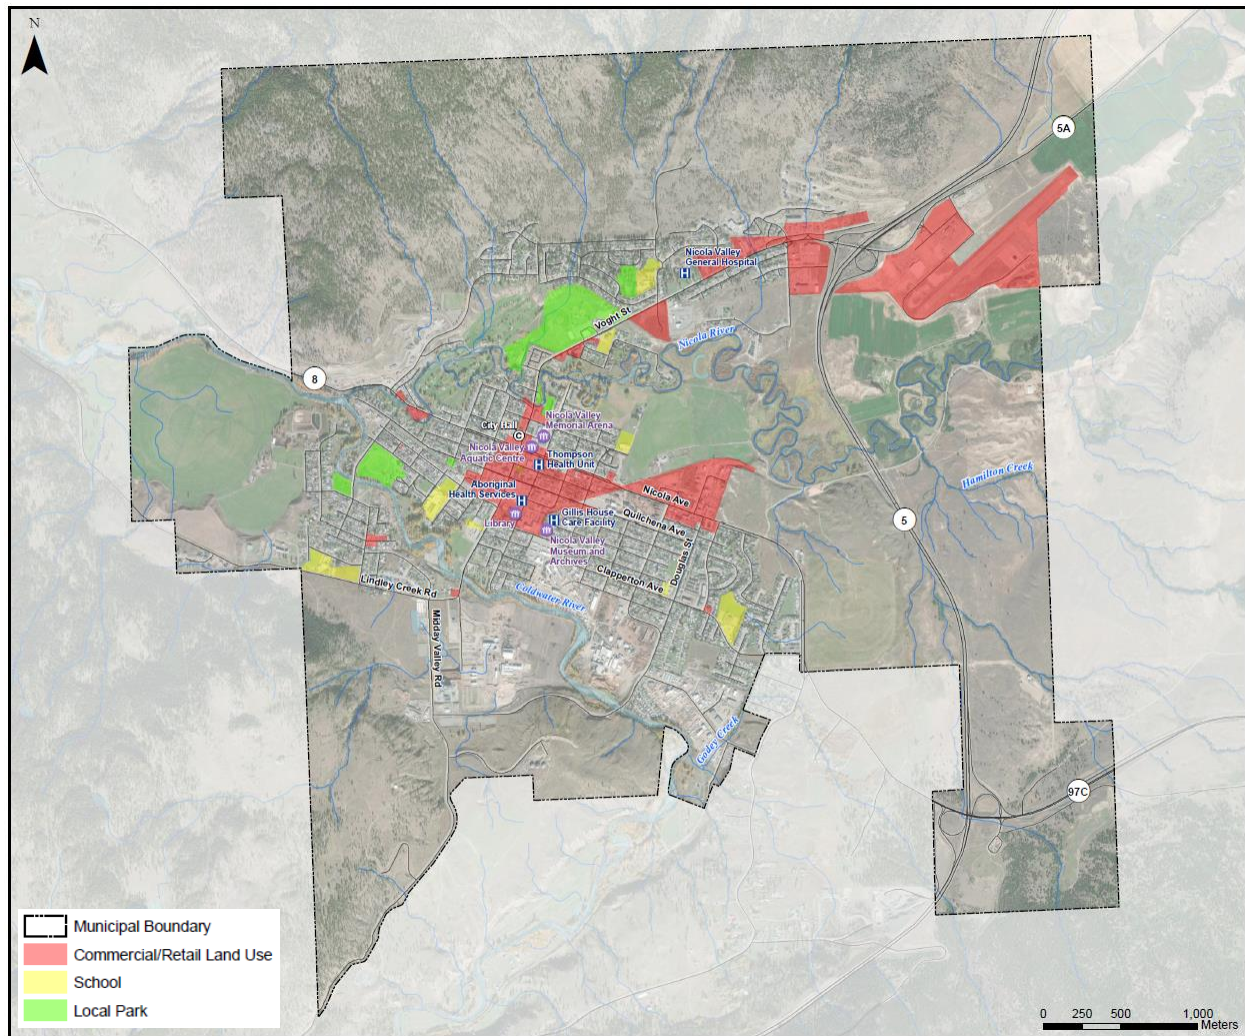 N
5A
Nicola Valley
General Hospital
Voght St
Nicola River
8
City Hall
C
Nicola Valley
Memorial Arena
Nicola Valley
Aquatic Centre
H
Thompson
Health Unit
Hamilton Creek
Aboriginal
Health Services
H
Nicola Ave
5
Library
Gillis House
Care Facility
H
Quilchena Ave
Nicola Valley
Museum and
Archives
Douglas St
Clapperton Ave
Lindley Creek Rd
Coldwater River
Midday Valley Rd
Godey Creek
97C
H
Municipal Boundary
Commercial/Retail Land Use
School
Local Park
0 250 500 1,000
Meters